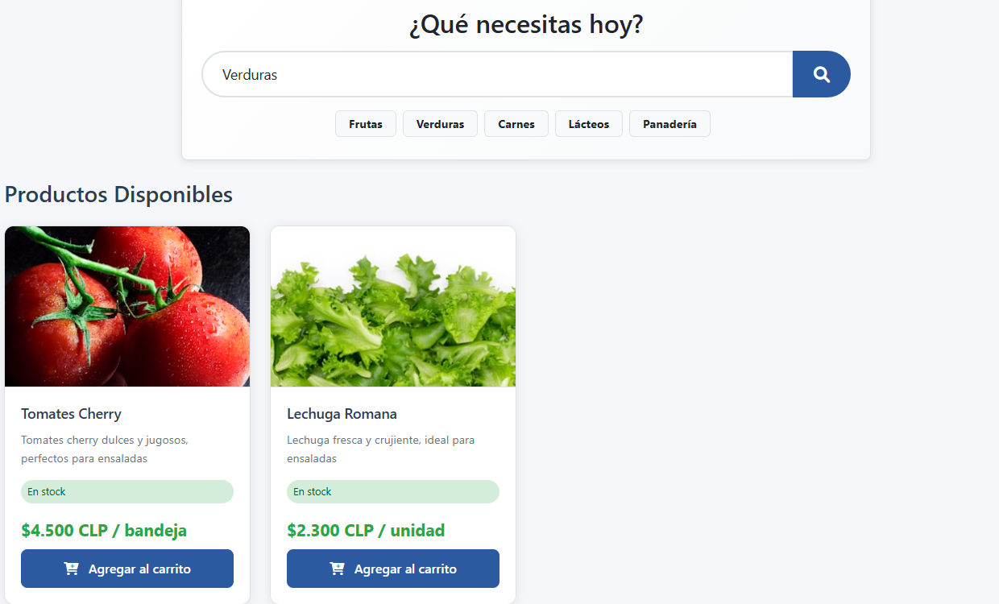 ¿Qué necesitas hoy?
Verduras
Frutas Verduras Carnes Lácteos Panadería
Productos Disponibles
Tomates Cherry
Tomates cherry dulces y jugosos,
perfectos para ensaladas
En stock
$4.500 CLP / bandeja
Agregar al carrito
Lechuga Romana
Lechuga fresca y crujiente, ideal para
ensaladas
En stock
$2.300 CLP / unidad
Agregar al carrito